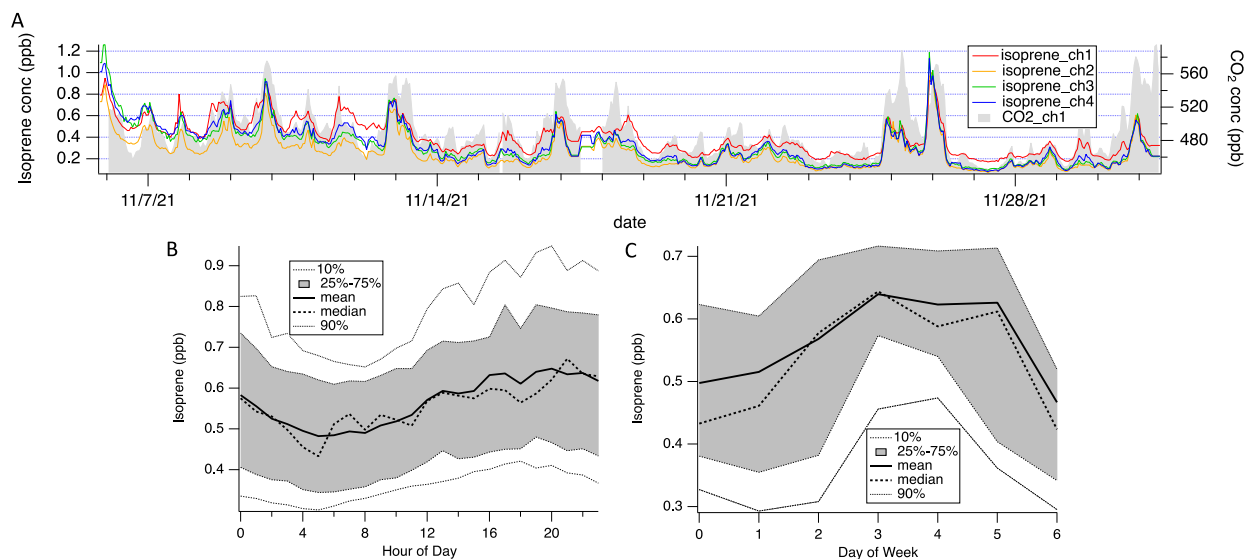 A
Isoprene conc (ppb)
1.2
1.0
0.8
0.6
0.4
0.2
isoprene_ch1
isoprene_ch2
isoprene_ch3
isoprene_ch4
CO2_ch1
560
520
480
CO2 conc (ppb)
11/7/21
11/14/21
11/21/21
11/28/21
date
B
Isoprene (ppb)
0.9
0.8
0.7
0.6
0.5
0.4
10%
25%-75%
mean
median
90%
0
4
8
12
16
20
Hour of Day
C
Isoprene (ppb)
0.7
0.6
0.5
0.4
0.3
10%
25%-75%
mean
median
90%
0
1
2
3
4
5
6
Day of Week